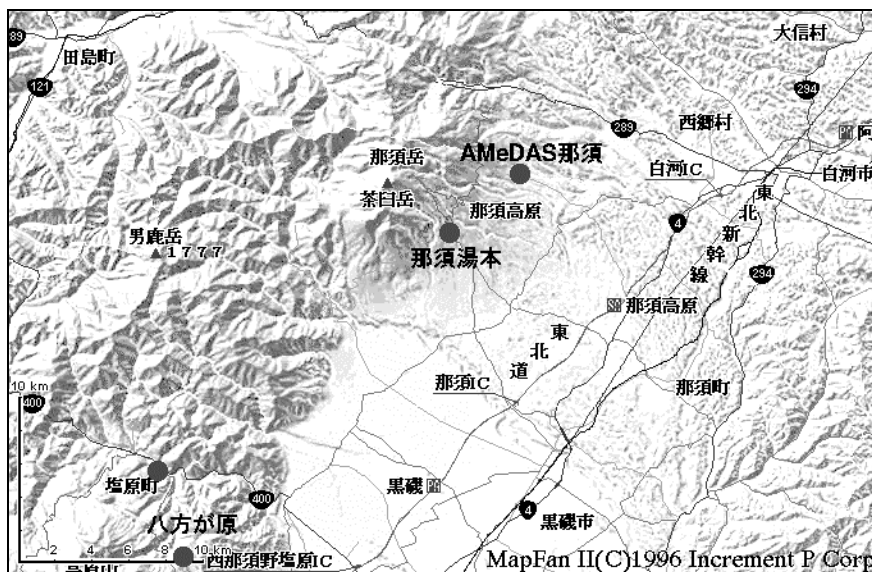 大信村
89
田島町
121
294
289
西郷村
PA 阿
那須岳
AMeDAS那須
白河IC
白河市
茶臼岳
那須高原
4
東北新幹線
男鹿岳
1777
那須湯本
294
SA 那須高原
東北道
那須IC
那須町
10 km
400
塩原町
400
黒磯 PA
八方が原
4
黒磯市
2 4 6 8 10 km
西那須野塩原IC
MapFan II(C)1996 Increment P Corp